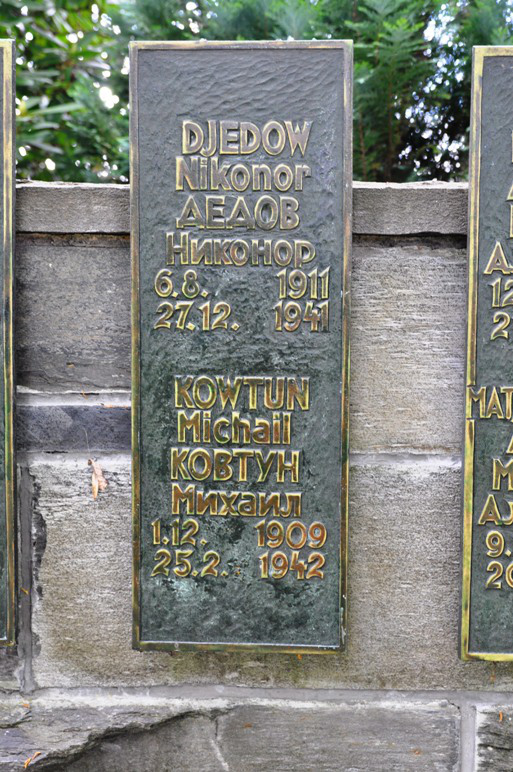 DJEDOW
Nikonor
ДЕДОВ
Никонор
6.8. 1911
27.12. 1941
KOWTUN
Michail
КОВТУН
Михаил
1.12. 1909
25.2. 1942